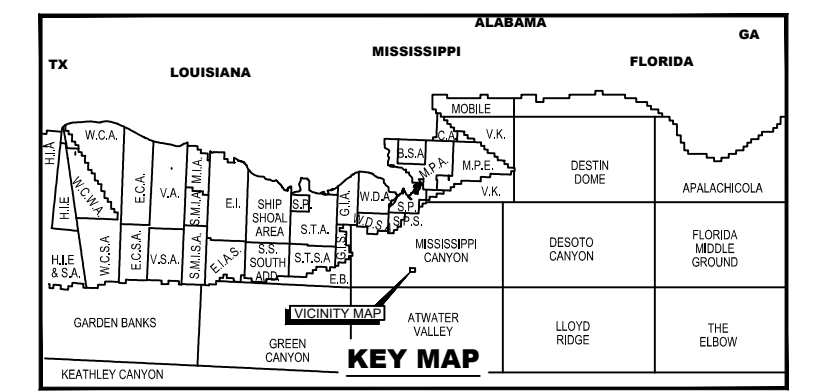 ALABAMA
GA
MISSISSIPPI
TX
FLORIDA
LOUISIANA
MOBILE
W.C.A.
C.A.
V.K.
H.I.A
B.S.A
M.P.A.
M.P.E.
DESTIN
DOME
M.I.A.
W.C.W.A.
E.C.A.
V.A.
E.I.
SHIP
SHOAL
AREA
S.P.
G.I.A.
W.D.A.
V.K.
APALACHICOLA
H.I.E
S.M.I.A
S.P.
S.T.A.
W.D.S.A
S.P.S.
MISSISSIPPI
CANYON
DESOTO
CANYON
FLORIDA
MIDDLE
GROUND
H.I.E
& S.A.
W.C.S.A
E.C.S.A.
V.S.A.
S.M.I.S.A.
E.I.A.S.
S.S.
SOUTH
ADD.
S.T.S.A
G.I.S.
E.B.
VICINITY MAP
GARDEN BANKS
ATWATER
VALLEY
LLOYD
RIDGE
THE
ELBOW
GREEN
CANYON
KEY MAP
KEATHLEY CANYON